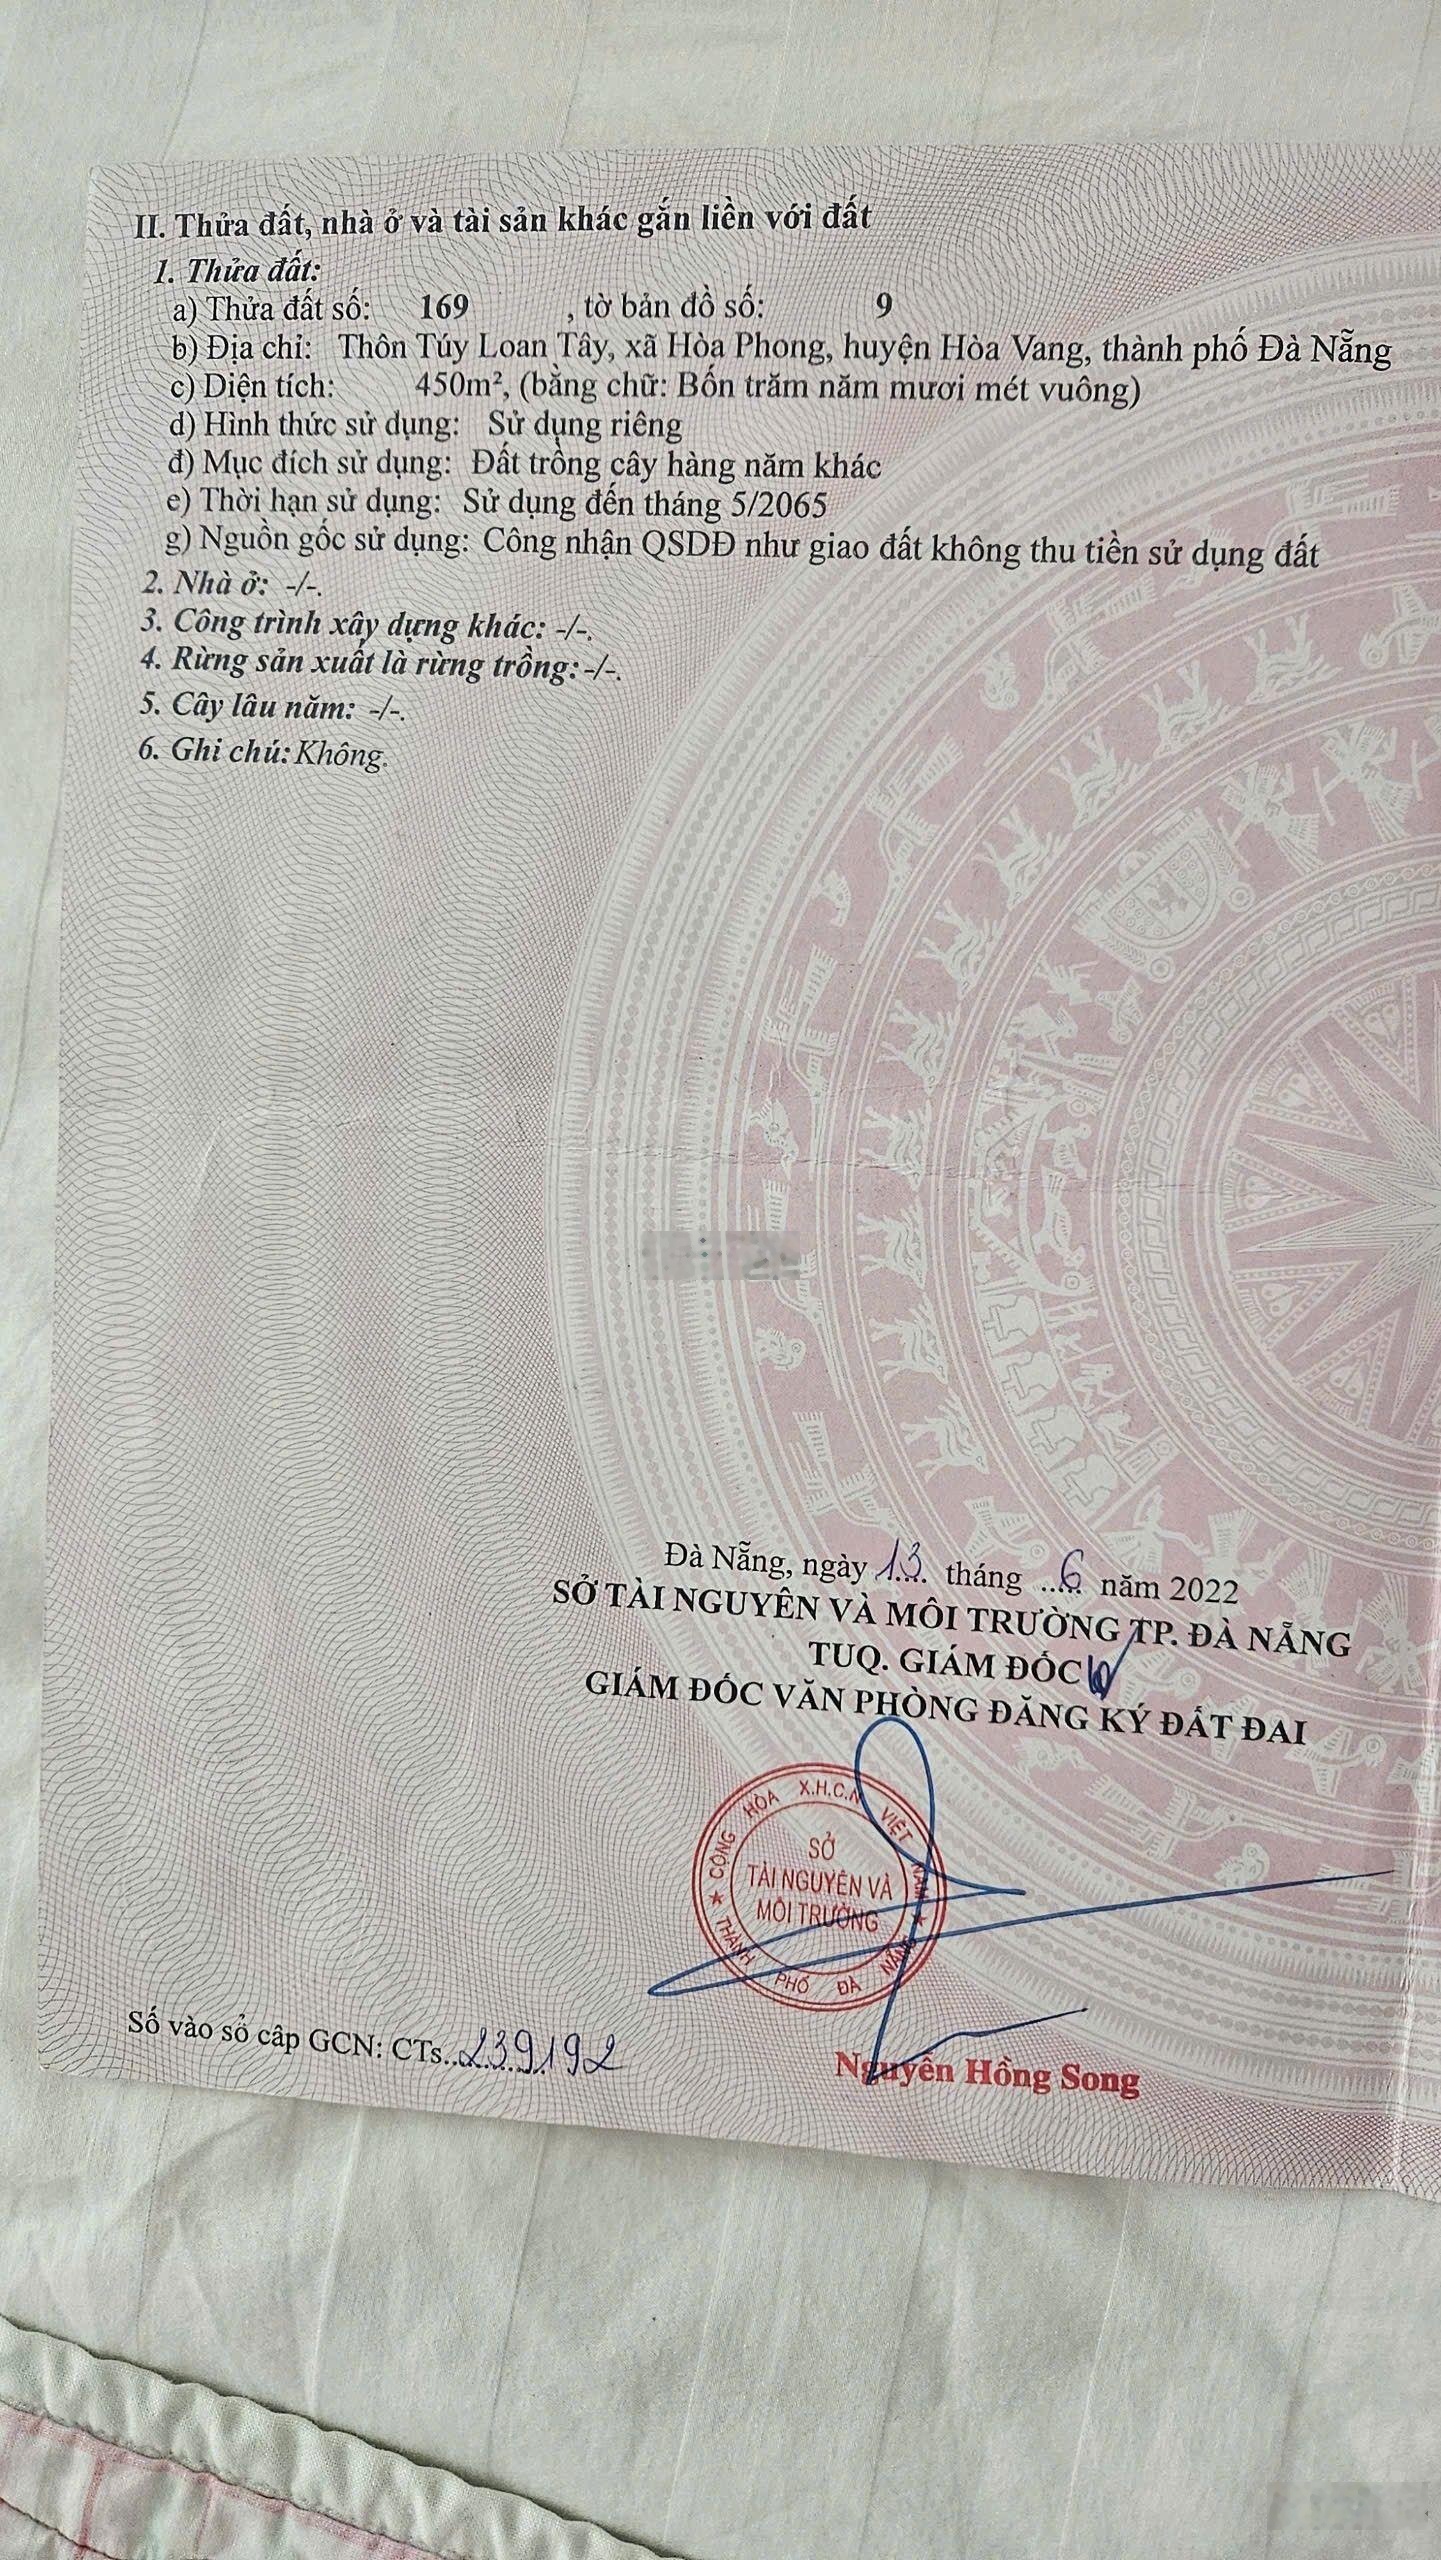 II. Thửa đất, nhà ở và tài sản khác gắn liền với đất
1. Thửa đất:
a) Thửa đất số: 169 , tờ bản đồ số: 9
b) Địa chỉ: Thôn Túy Loan Tây, xã Hòa Phong, huyện Hòa Vang, thành phố Đà Nẵng
c) Diện tích: 450m², (bằng chữ: Bốn trăm năm mươi mét vuông)
d) Hình thức sử dụng: Sử dụng riêng
đ) Mục đích sử dụng: Đất trồng cây hàng năm khác
e) Thời hạn sử dụng: Sử dụng đến tháng 5/2065
g) Nguồn gốc sử dụng: Công nhận QSDĐ như giao đất không thu tiền sử dụng đất
2. Nhà ở: -/-.
3. Công trình xây dựng khác: -/-.
4. Rừng sản xuất là rừng trồng: -/-.
5. Cây lâu năm: -/-.
6. Ghi chú: Không.
Đà Nẵng, ngày 13 tháng 6 năm 2022
SỞ TÀI NGUYÊN VÀ MÔI TRƯỜNG TP. ĐÀ NẴNG
TUQ. GIÁM ĐỐC
GIÁM ĐỐC VĂN PHÒNG ĐĂNG KÝ ĐẤT ĐAI
CỘNG HÒA X.H.C.N VIỆT NAM
SỞ
TÀI NGUYÊN VÀ
MÔI TRƯỜNG
THÀNH PHỐ ĐÀ NẴNG
Nguyễn Hồng Song
Số vào sổ cấp GCN: CTs 239192